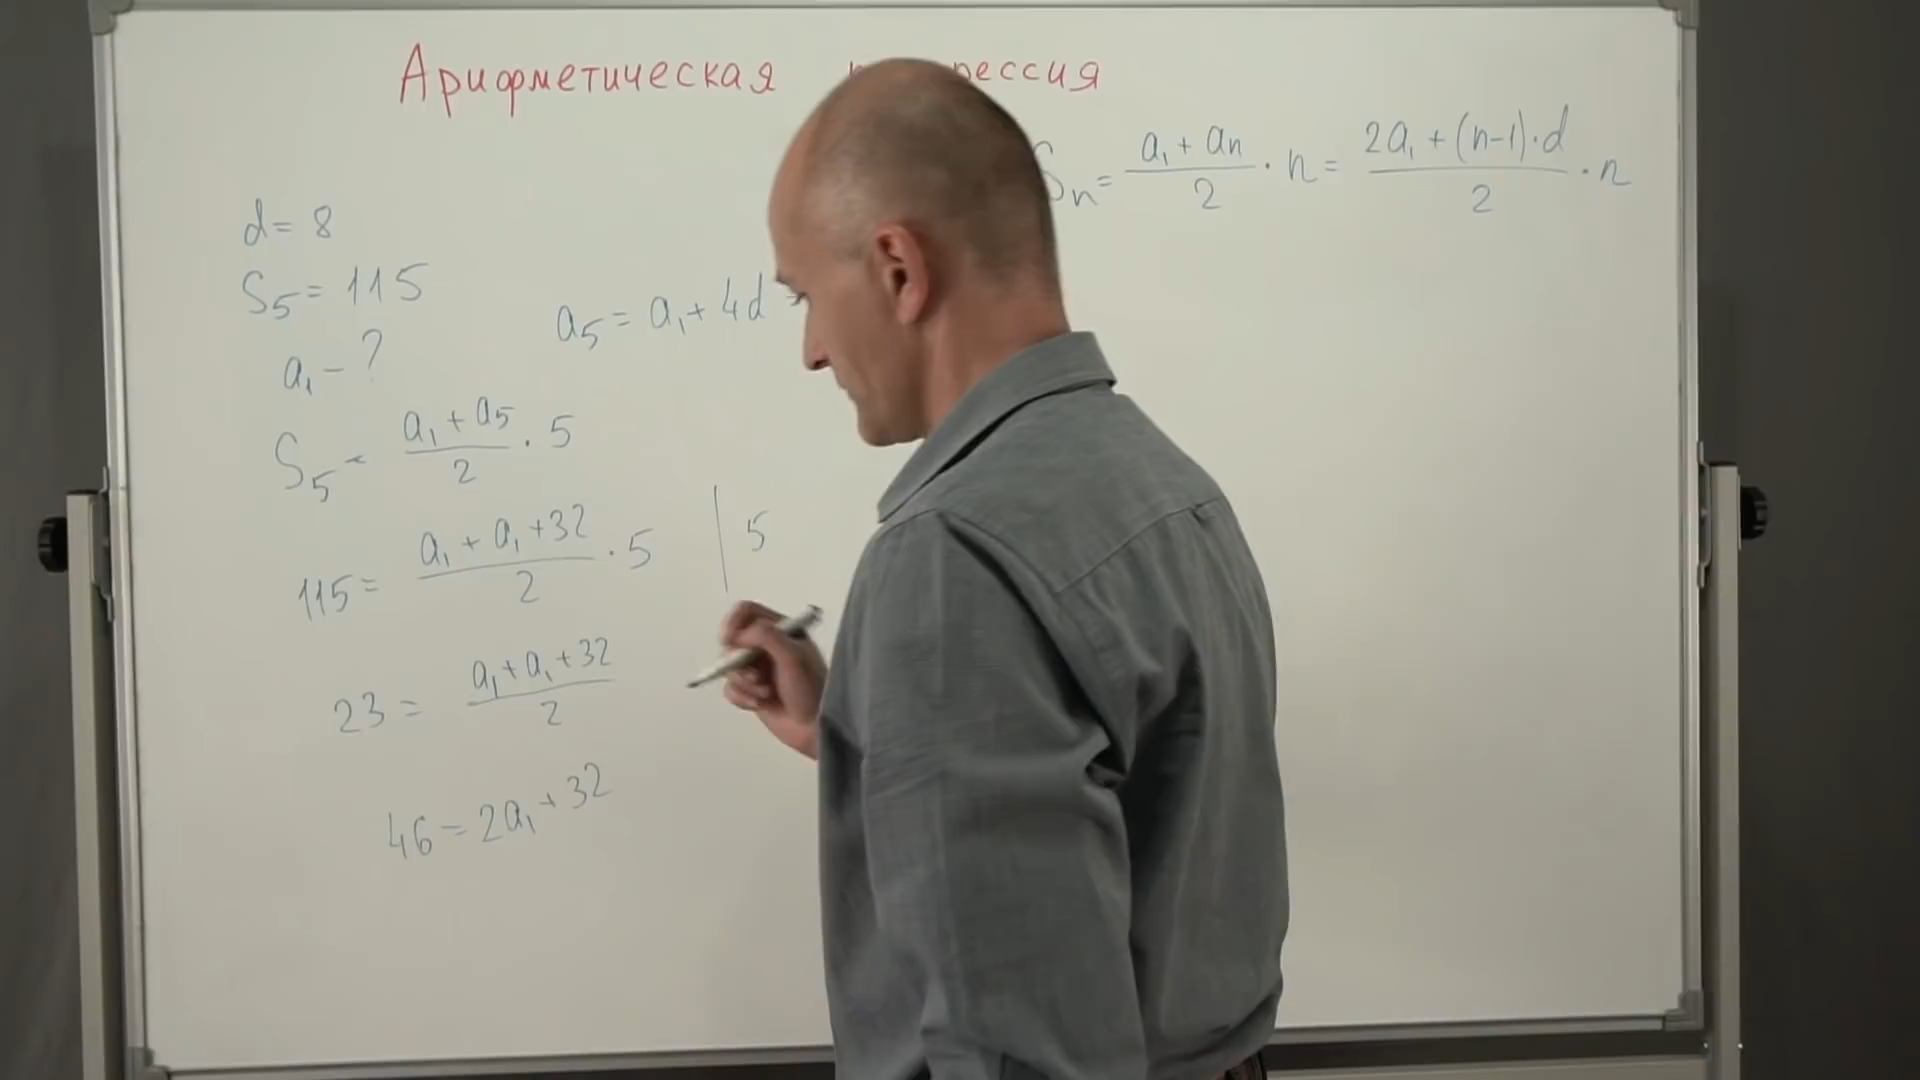 Арифметическая
Sn = (a₁ + an)/2 · n = (2a₁ + (n-1)·d)/2 · n
d = 8
S₅ = 115
a₁ - ?
a₅ = a₁ + 4d
S₅ = (a₁ + a₅)/2 · 5
115 = (a₁ + a₁ + 32)/2 · 5 | 5
23 = (a₁ + a₁ + 32)/2
46 = 2a₁ + 32